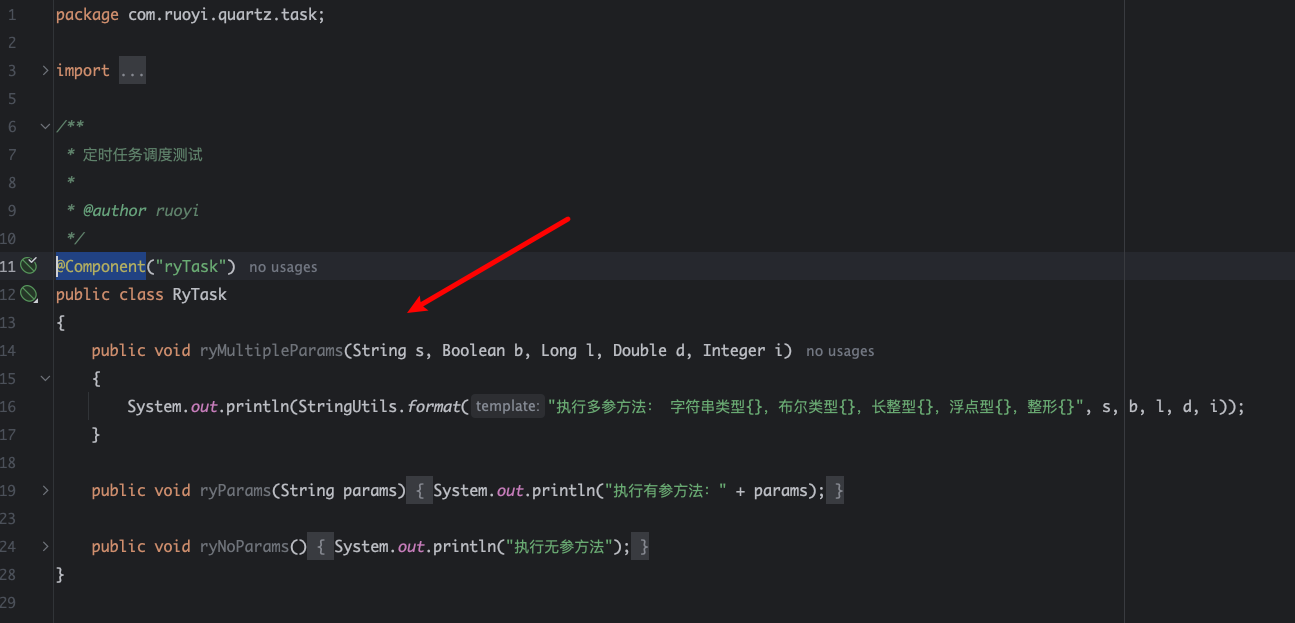 1 package com.ruoyi.quartz.task;
2
3 import ...
5
6 /**
7 * 定时任务调度测试
8 *
9 * @author ruoyi
10 */
11 @Component("ryTask") no usages
12 public class RyTask
13 {
14 public void ryMultipleParams(String s, Boolean b, Long l, Double d, Integer i) no usages
15 {
16 System.out.println(StringUtils.format( template: "执行多参方法： 字符串类型{}，布尔类型{}，长整型{}，浮点型{}，整形{}", s, b, l, d, i));
17 }
18
19 public void ryParams(String params) { System.out.println("执行有参方法：" + params); }
23
24 public void ryNoParams() { System.out.println("执行无参方法"); }
28 }
29